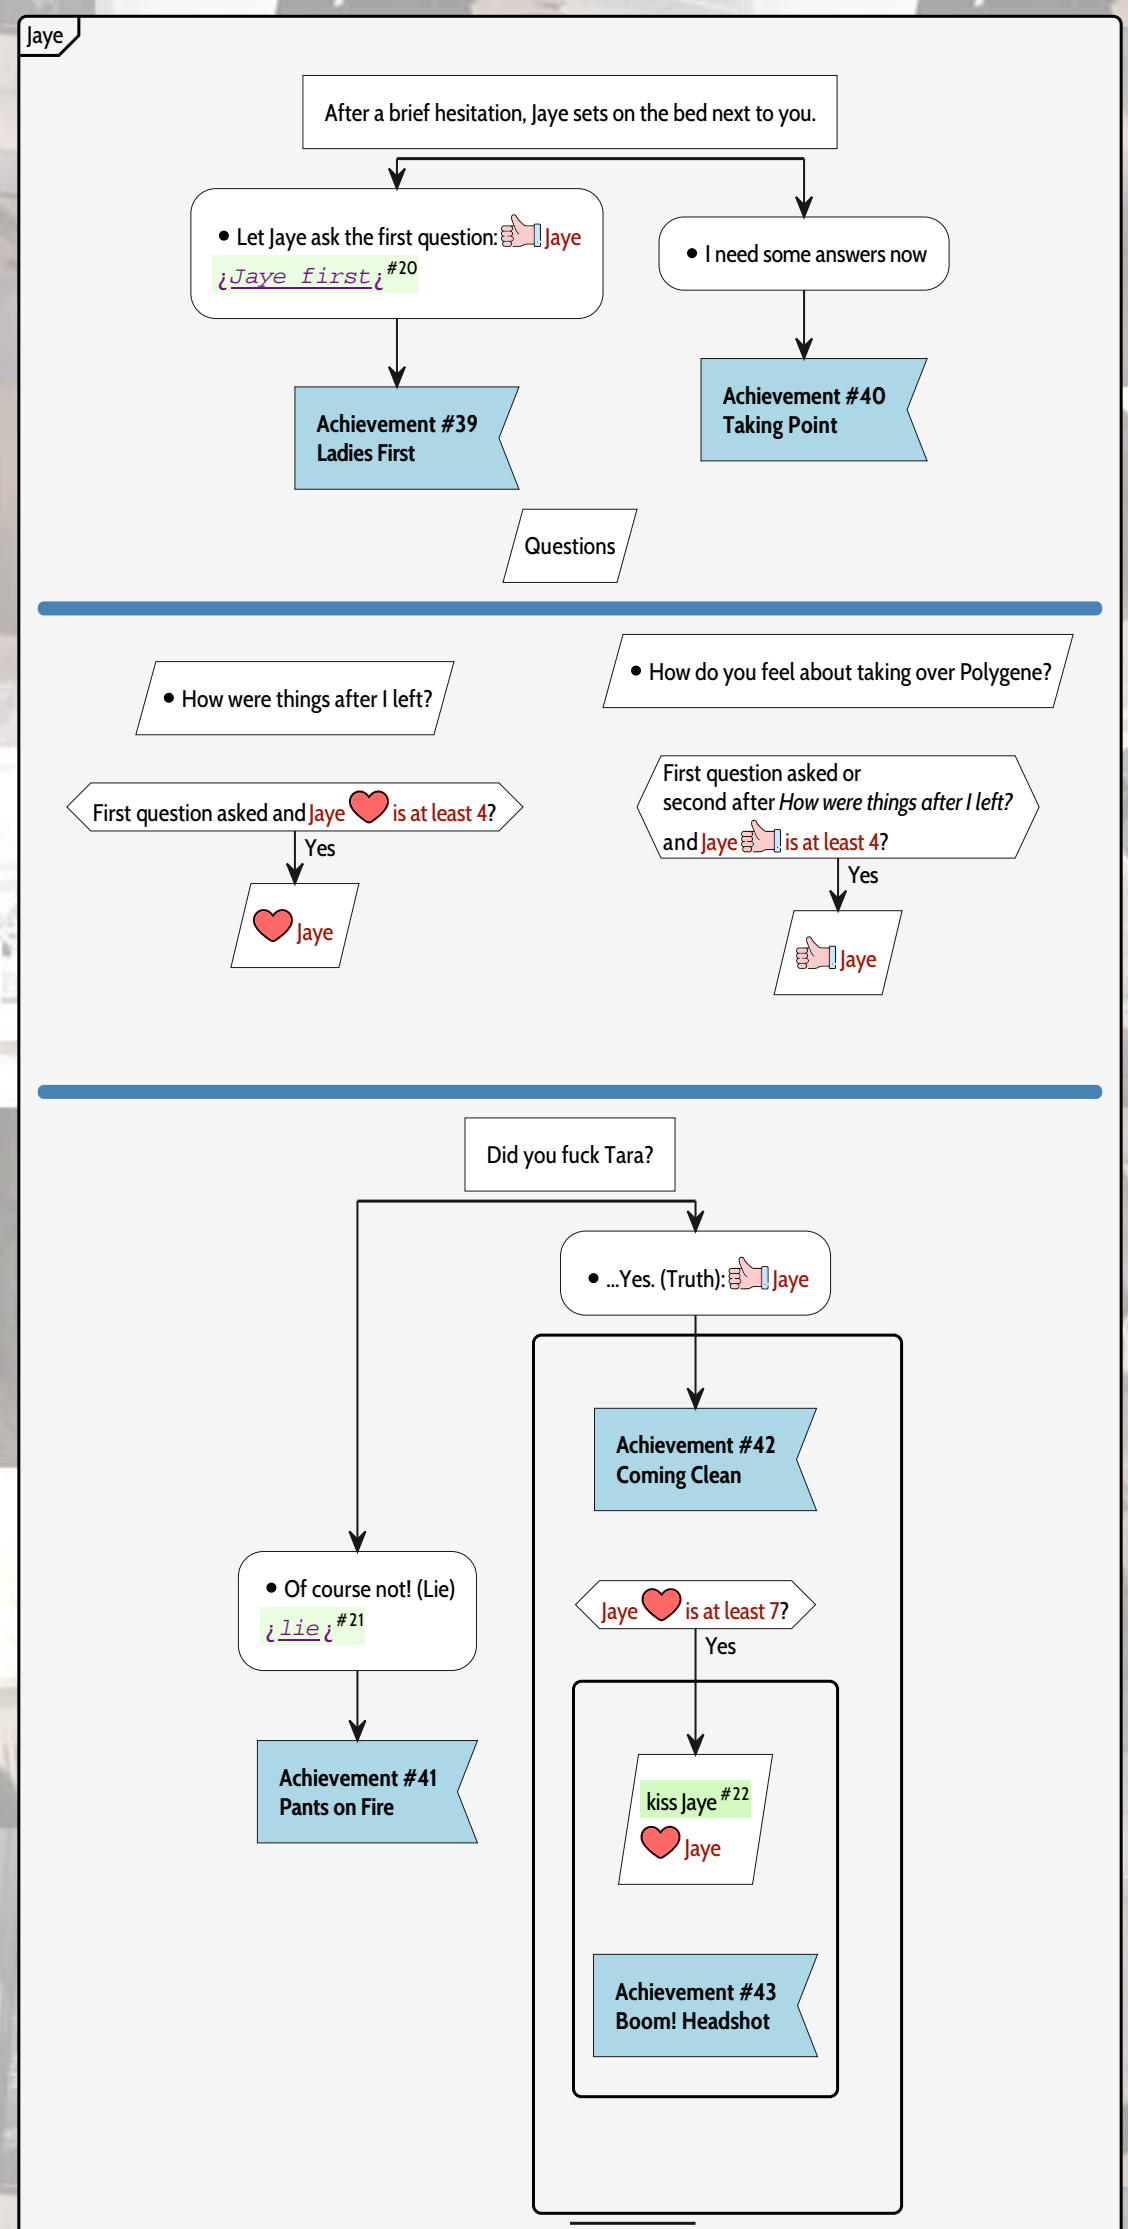 Jaye
After a brief hesitation, Jaye sets on the bed next to you.
• Let Jaye ask the first question: Jaye
¿Jaye first¿ #20
• I need some answers now
Achievement #39
Ladies First
Achievement #40
Taking Point
Questions
• How were things after I left?
• How do you feel about taking over Polygene?
First question asked and Jaye is at least 4?
Yes
Jaye
First question asked or
second after How were things after I left?
and Jaye is at least 4?
Yes
Jaye
Did you fuck Tara?
• ...Yes. (Truth): Jaye
Achievement #42
Coming Clean
• Of course not! (Lie)
¿lie¿ #21
Achievement #41
Pants on Fire
Jaye is at least 7?
Yes
kiss Jaye #22
Jaye
Achievement #43
Boom! Headshot